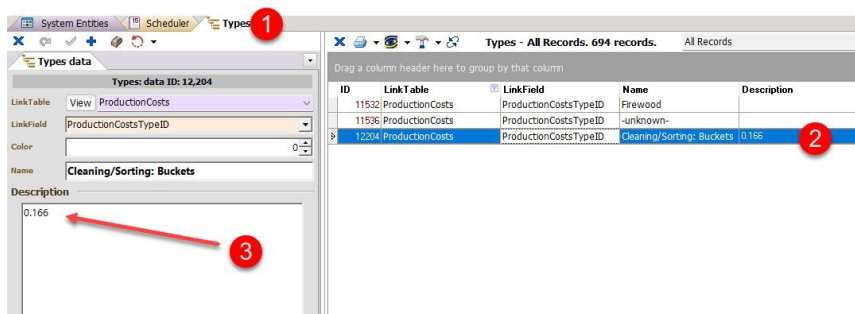 System Entities
15 Scheduler
Types
1
Types - All Records. 694 records.
All Records
Types data
Drag a column header here to group by that column
Types: data ID: 12,204
ID LinkTable LinkField Name Description
11532 ProductionCosts ProductionCostsTypeID Firewood
11536 ProductionCosts ProductionCostsTypeID -unknown-
12204 ProductionCosts ProductionCostsTypeID Cleaning/Sorting: Buckets 0.166
2
LinkTable View ProductionCosts
LinkField ProductionCostsTypeID
Color 0
Name Cleaning/Sorting: Buckets
Description
0.166
3